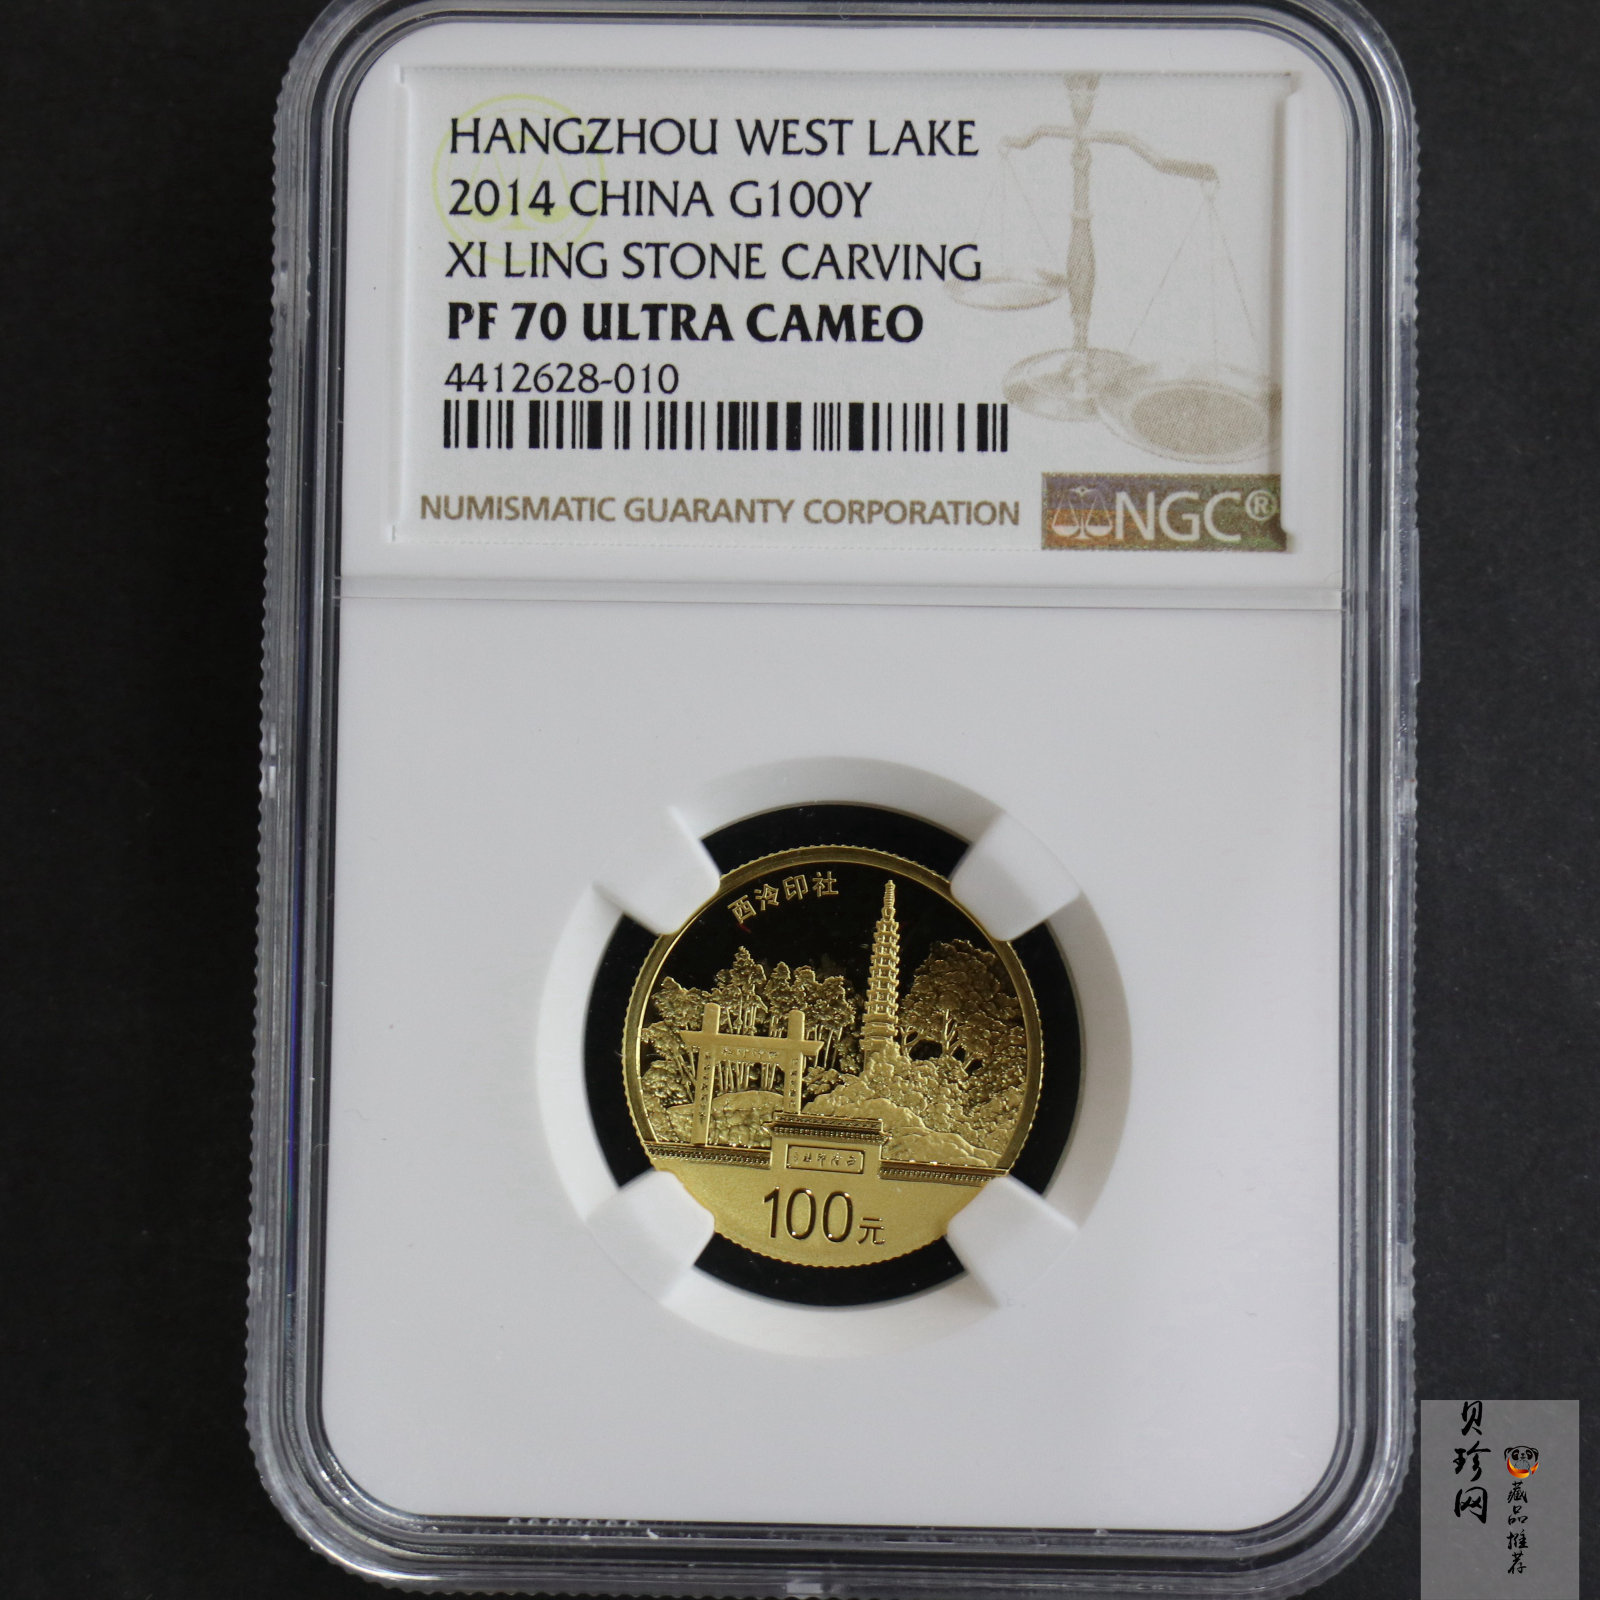 HANGZHOU WEST LAKE
2014 CHINA G100Y
XI LING STONE CARVING
PF 70 ULTRA CAMEO
4412628-010
NUMISMATIC GUARANTY CORPORATION
NGC®
西泠印社
100元
贝珍网
藏品推荐